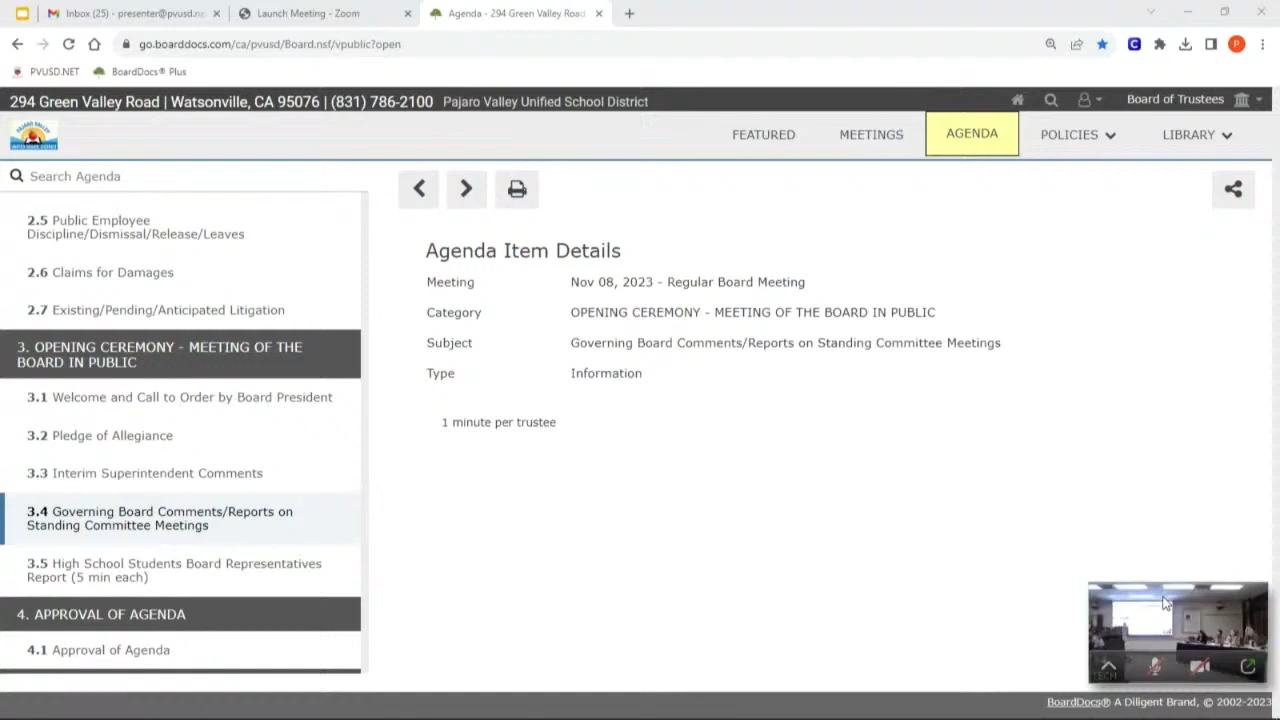 Inbox (25) - presenter@pvusd.ne
Launch Meeting - Zoom
Agenda - 294 Green Valley Road
go.boarddocs.com/ca/pvusd/Board.nsf/vpublic?open
C
P
PVUSD.NET
BoardDocs® Plus
294 Green Valley Road | Watsonville, CA 95076 | (831) 786-2100 Pajaro Valley Unified School District
Board of Trustees
PAJARO VALLEY
FEATURED
MEETINGS
AGENDA
POLICIES
LIBRARY
Search Agenda
2.5 Public Employee
Discipline/Dismissal/Release/Leaves
2.6 Claims for Damages
2.7 Existing/Pending/Anticipated Litigation
3. OPENING CEREMONY - MEETING OF THE
BOARD IN PUBLIC
3.1 Welcome and Call to Order by Board President
3.2 Pledge of Allegiance
3.3 Interim Superintendent Comments
3.4 Governing Board Comments/Reports on
Standing Committee Meetings
3.5 High School Students Board Representatives
Report (5 min each)
4. APPROVAL OF AGENDA
4.1 Approval of Agenda
Agenda Item Details
Meeting Nov 08, 2023 - Regular Board Meeting
Category OPENING CEREMONY - MEETING OF THE BOARD IN PUBLIC
Subject Governing Board Comments/Reports on Standing Committee Meetings
Type Information
1 minute per trustee
TECH
BoardDocs® A Diligent Brand, © 2002-2023